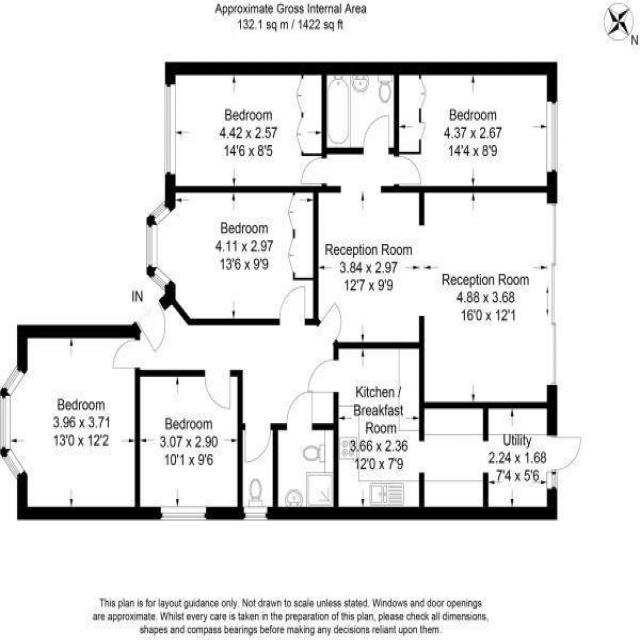 Approximate Gross Internal Area
132.1 sq m / 1422 sq ft
N
Bedroom
4.42 x 2.57
14'6 x 8'5
Bedroom
4.37 x 2.67
14'4 x 8'9
Bedroom
4.11 x 2.97
13'6 x 9'9
Reception Room
3.84 x 2.97
12'7 x 9'9
Reception Room
4.88 x 3.68
16'0 x 12'1
IN
Bedroom
3.96 x 3.71
13'0 x 12'2
Bedroom
3.07 x 2.90
10'1 x 9'6
Kitchen /
Breakfast
Room
3.66 x 2.36
12'0 x 7'9
Utility
2.24 x 1.68
7'4 x 5'6
This plan is for layout guidance only. Not drawn to scale unless stated. Windows and door openings
are approximate. Whilst every care is taken in the preparation of this plan, please check all dimensions,
shapes and compass bearings before making any decisions reliant upon them.